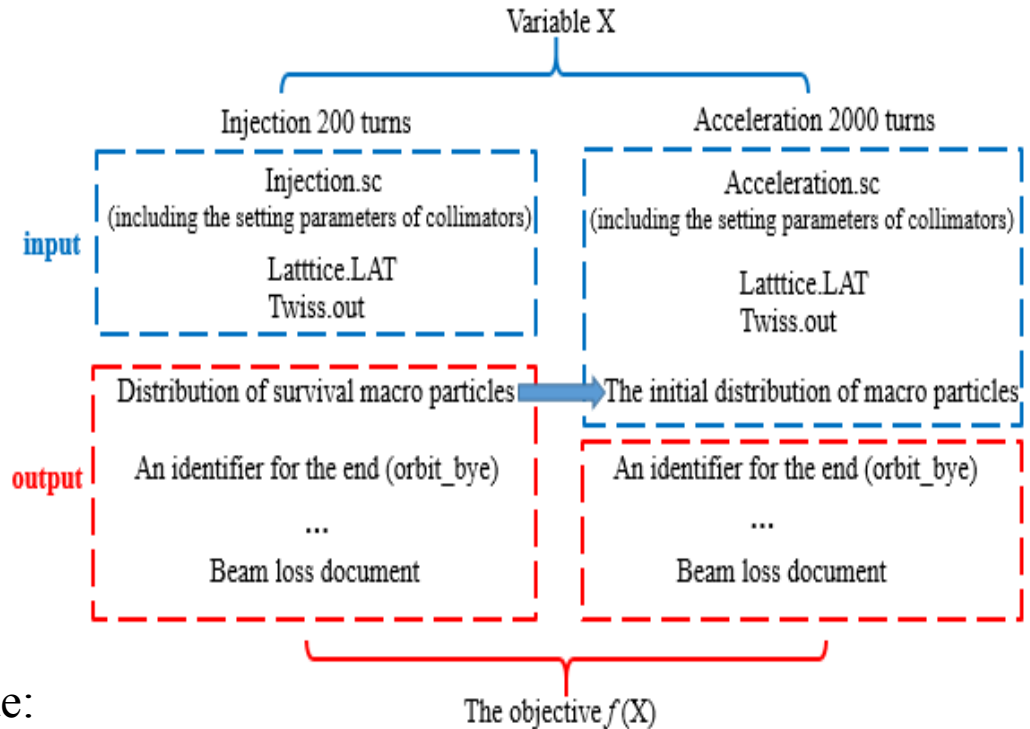 Variable X
Injection 200 turns
Injection.sc
(including the setting parameters of collimators)
Latttice.LAT
Twiss.out
Acceleration 2000 turns
Acceleration.sc
(including the setting parameters of collimators)
Latttice.LAT
Twiss.out
input
Distribution of survival macro particles
The initial distribution of macro particles
output
An identifier for the end (orbit_bye)
...
Beam loss document
An identifier for the end (orbit_bye)
...
Beam loss document
The objective f (X)
e: